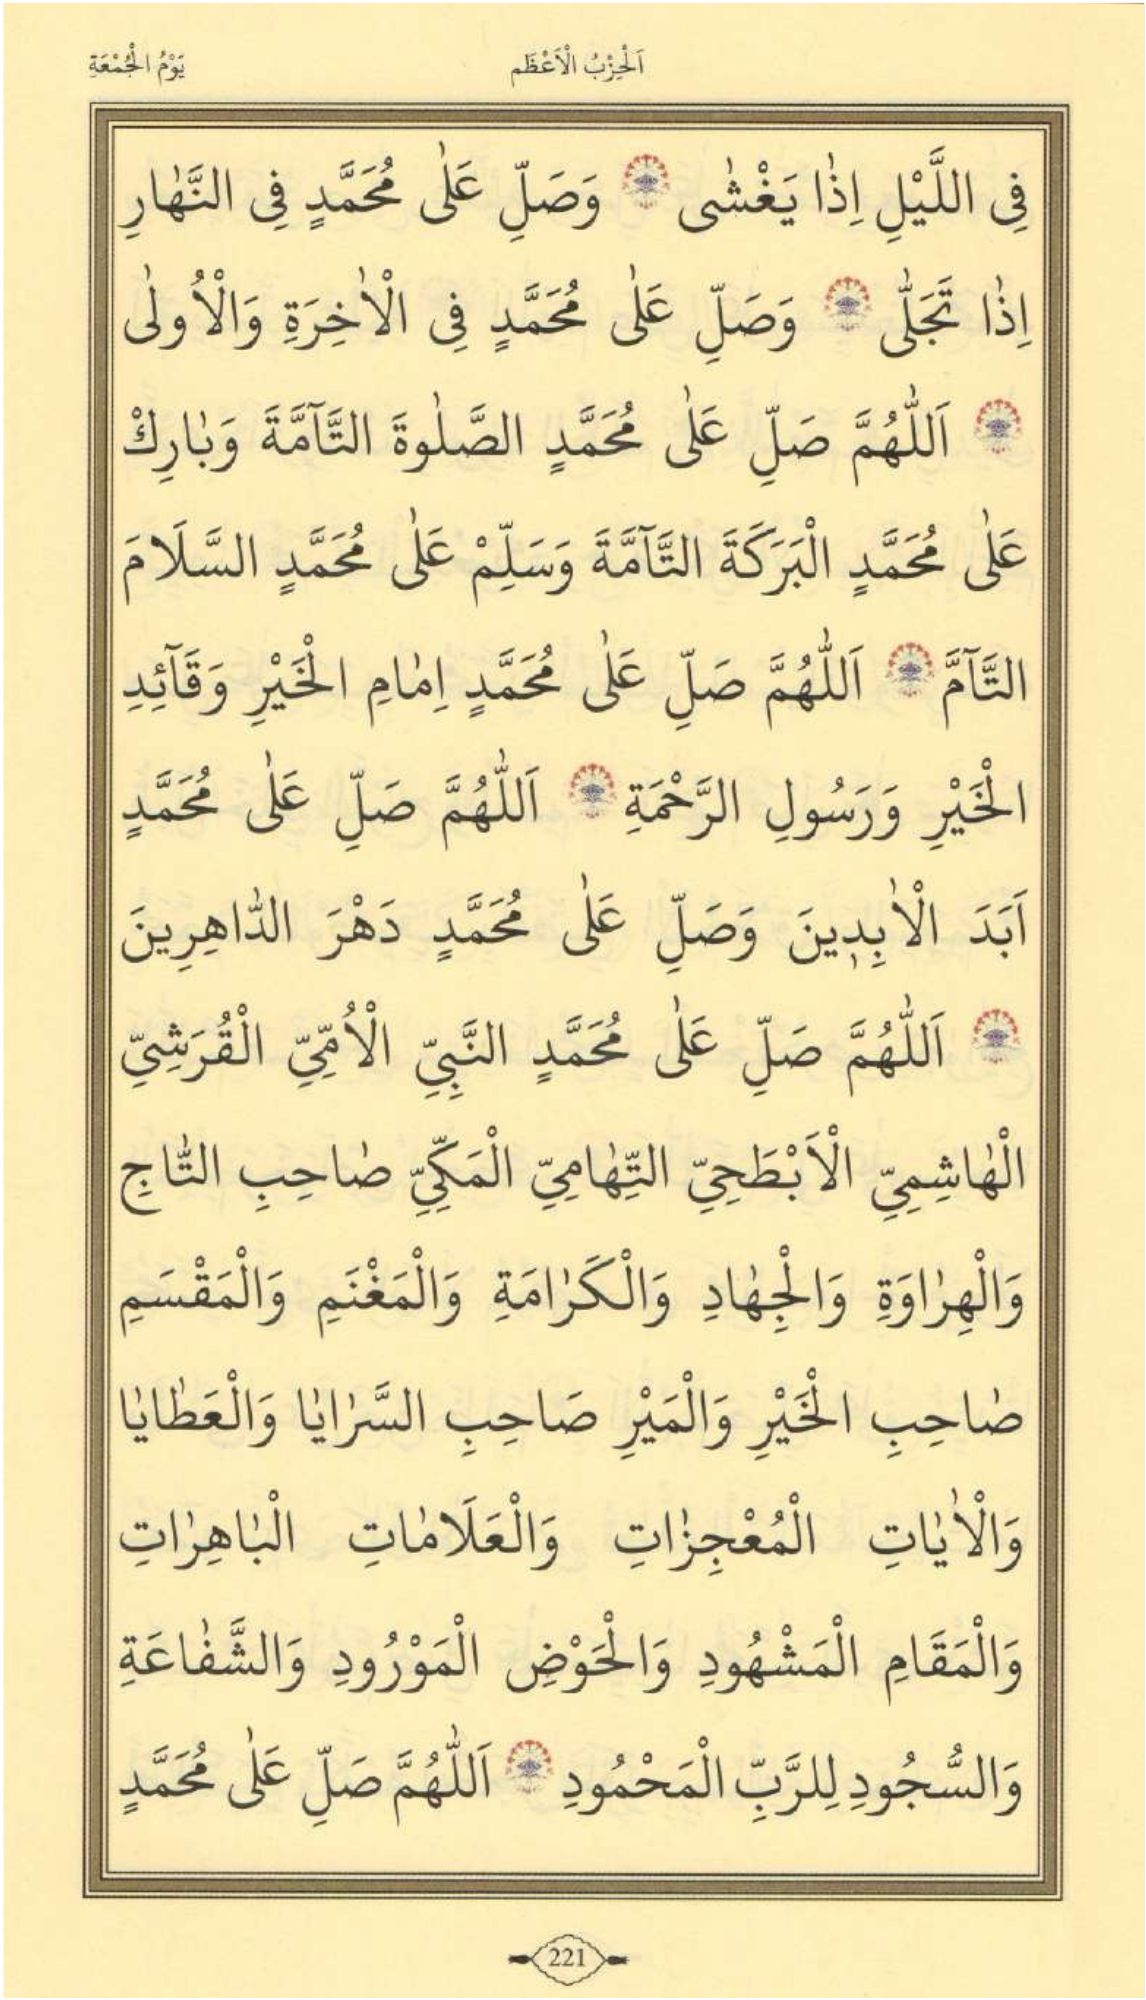 اَلْحِزْبُ الْاَعْظَم
يَوْمُ الْجُمْعَةِ
فِى اللَّيْلِ اِذَا يَغْشٰى ۞ وَصَلِّ عَلٰى مُحَمَّدٍ فِى النَّهَارِ
اِذَا تَجَلّٰى ۞ وَصَلِّ عَلٰى مُحَمَّدٍ فِى الْاٰخِرَةِ وَالْاُولٰى
۞ اَللّٰهُمَّ صَلِّ عَلٰى مُحَمَّدٍ الصَّلٰوةَ التَّآمَّةَ وَبَارِكْ
عَلٰى مُحَمَّدٍ الْبَرَكَةَ التَّآمَّةَ وَسَلِّمْ عَلٰى مُحَمَّدٍ السَّلَامَ
التَّآمَّ ۞ اَللّٰهُمَّ صَلِّ عَلٰى مُحَمَّدٍ اِمَامِ الْخَيْرِ وَقَآئِدِ
الْخَيْرِ وَرَسُولِ الرَّحْمَةِ ۞ اَللّٰهُمَّ صَلِّ عَلٰى مُحَمَّدٍ
اَبَدَ الْاٰبِدٖينَ وَصَلِّ عَلٰى مُحَمَّدٍ دَهْرَ الدَّاهِرِينَ
۞ اَللّٰهُمَّ صَلِّ عَلٰى مُحَمَّدٍ النَّبِيِّ الْاُمِّيِّ الْقُرَشِيِّ
الْهَاشِمِيِّ الْاَبْطَحِيِّ التِّهَامِيِّ الْمَكِّيِّ صَاحِبِ التَّاجِ
وَالْهِرَاوَةِ وَالْجِهَادِ وَالْكَرَامَةِ وَالْمَغْنَمِ وَالْمَقْسَمِ
صَاحِبِ الْخَيْرِ وَالْمَيْرِ صَاحِبِ السَّرَايَا وَالْعَطَايَا
وَالْاٰيَاتِ الْمُعْجِزَاتِ وَالْعَلَامَاتِ الْبَاهِرَاتِ
وَالْمَقَامِ الْمَشْهُودِ وَالْحَوْضِ الْمَوْرُودِ وَالشَّفَاعَةِ
وَالسُّجُودِ لِلرَّبِّ الْمَحْمُودِ ۞ اَللّٰهُمَّ صَلِّ عَلٰى مُحَمَّدٍ
221